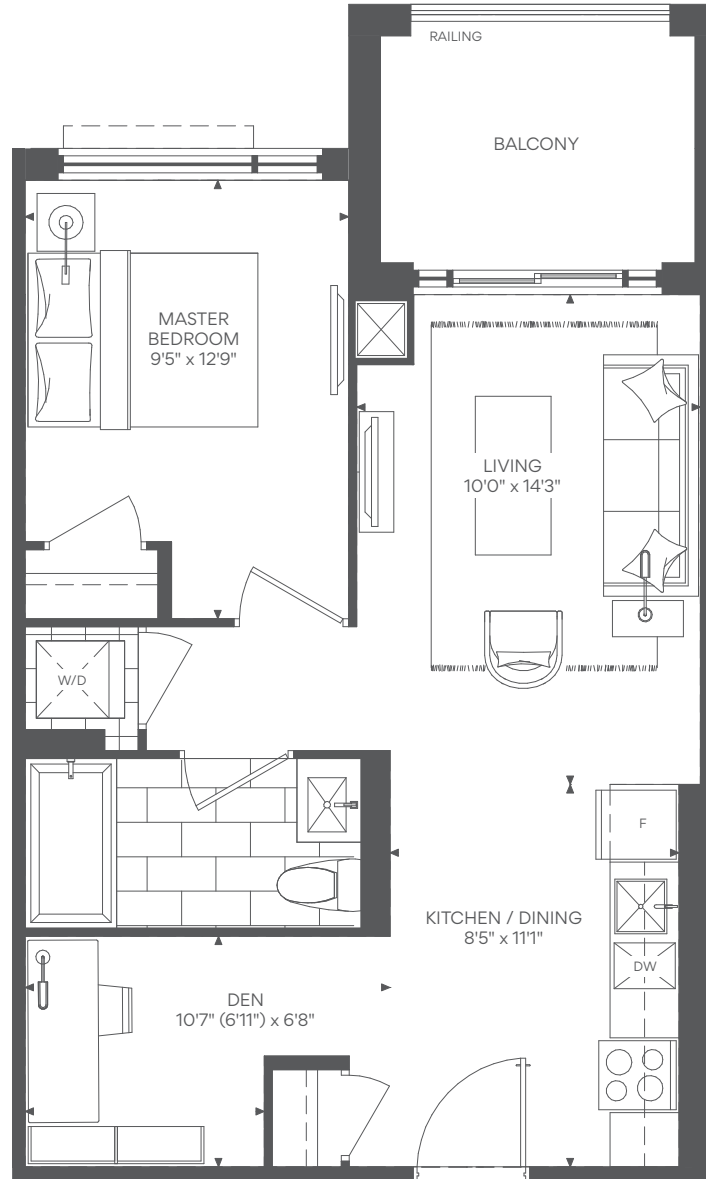 RAILING
BALCONY
MASTER
BEDROOM
9'5" x 12'9"
LIVING
10'0" x 14'3"
W/D
F
KITCHEN / DINING
8'5" x 11'1"
DW
DEN
10'7" (6'11") x 6'8"